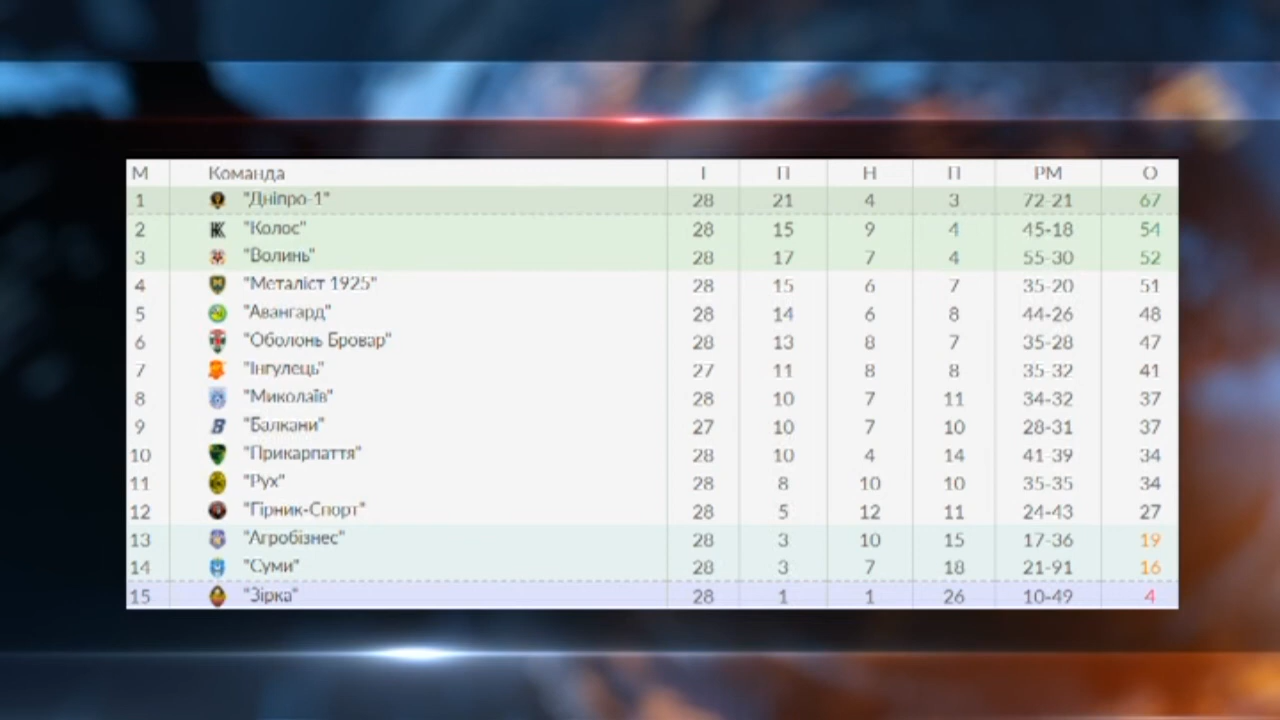 М Команда І П Н П РМ О
1 "Дніпро-1" 28 21 4 3 72-21 67
2 "Колос" 28 15 9 4 45-18 54
3 "Волинь" 28 17 7 4 55-30 52
4 "Металіст 1925" 28 15 6 7 35-20 51
5 "Авангард" 28 14 6 8 44-26 48
6 "Оболонь Бровар" 28 13 8 7 35-28 47
7 "Інгулець" 27 11 8 8 35-32 41
8 "Миколаїв" 28 10 7 11 34-32 37
9 "Балкани" 27 10 7 10 28-31 37
10 "Прикарпаття" 28 10 4 14 41-39 34
11 "Рух" 28 8 10 10 35-35 34
12 "Гірник-Спорт" 28 5 12 11 24-43 27
13 "Агробізнес" 28 3 10 15 17-36 19
14 "Суми" 28 3 7 18 21-91 16
15 "Зірка" 28 1 1 26 10-49 4